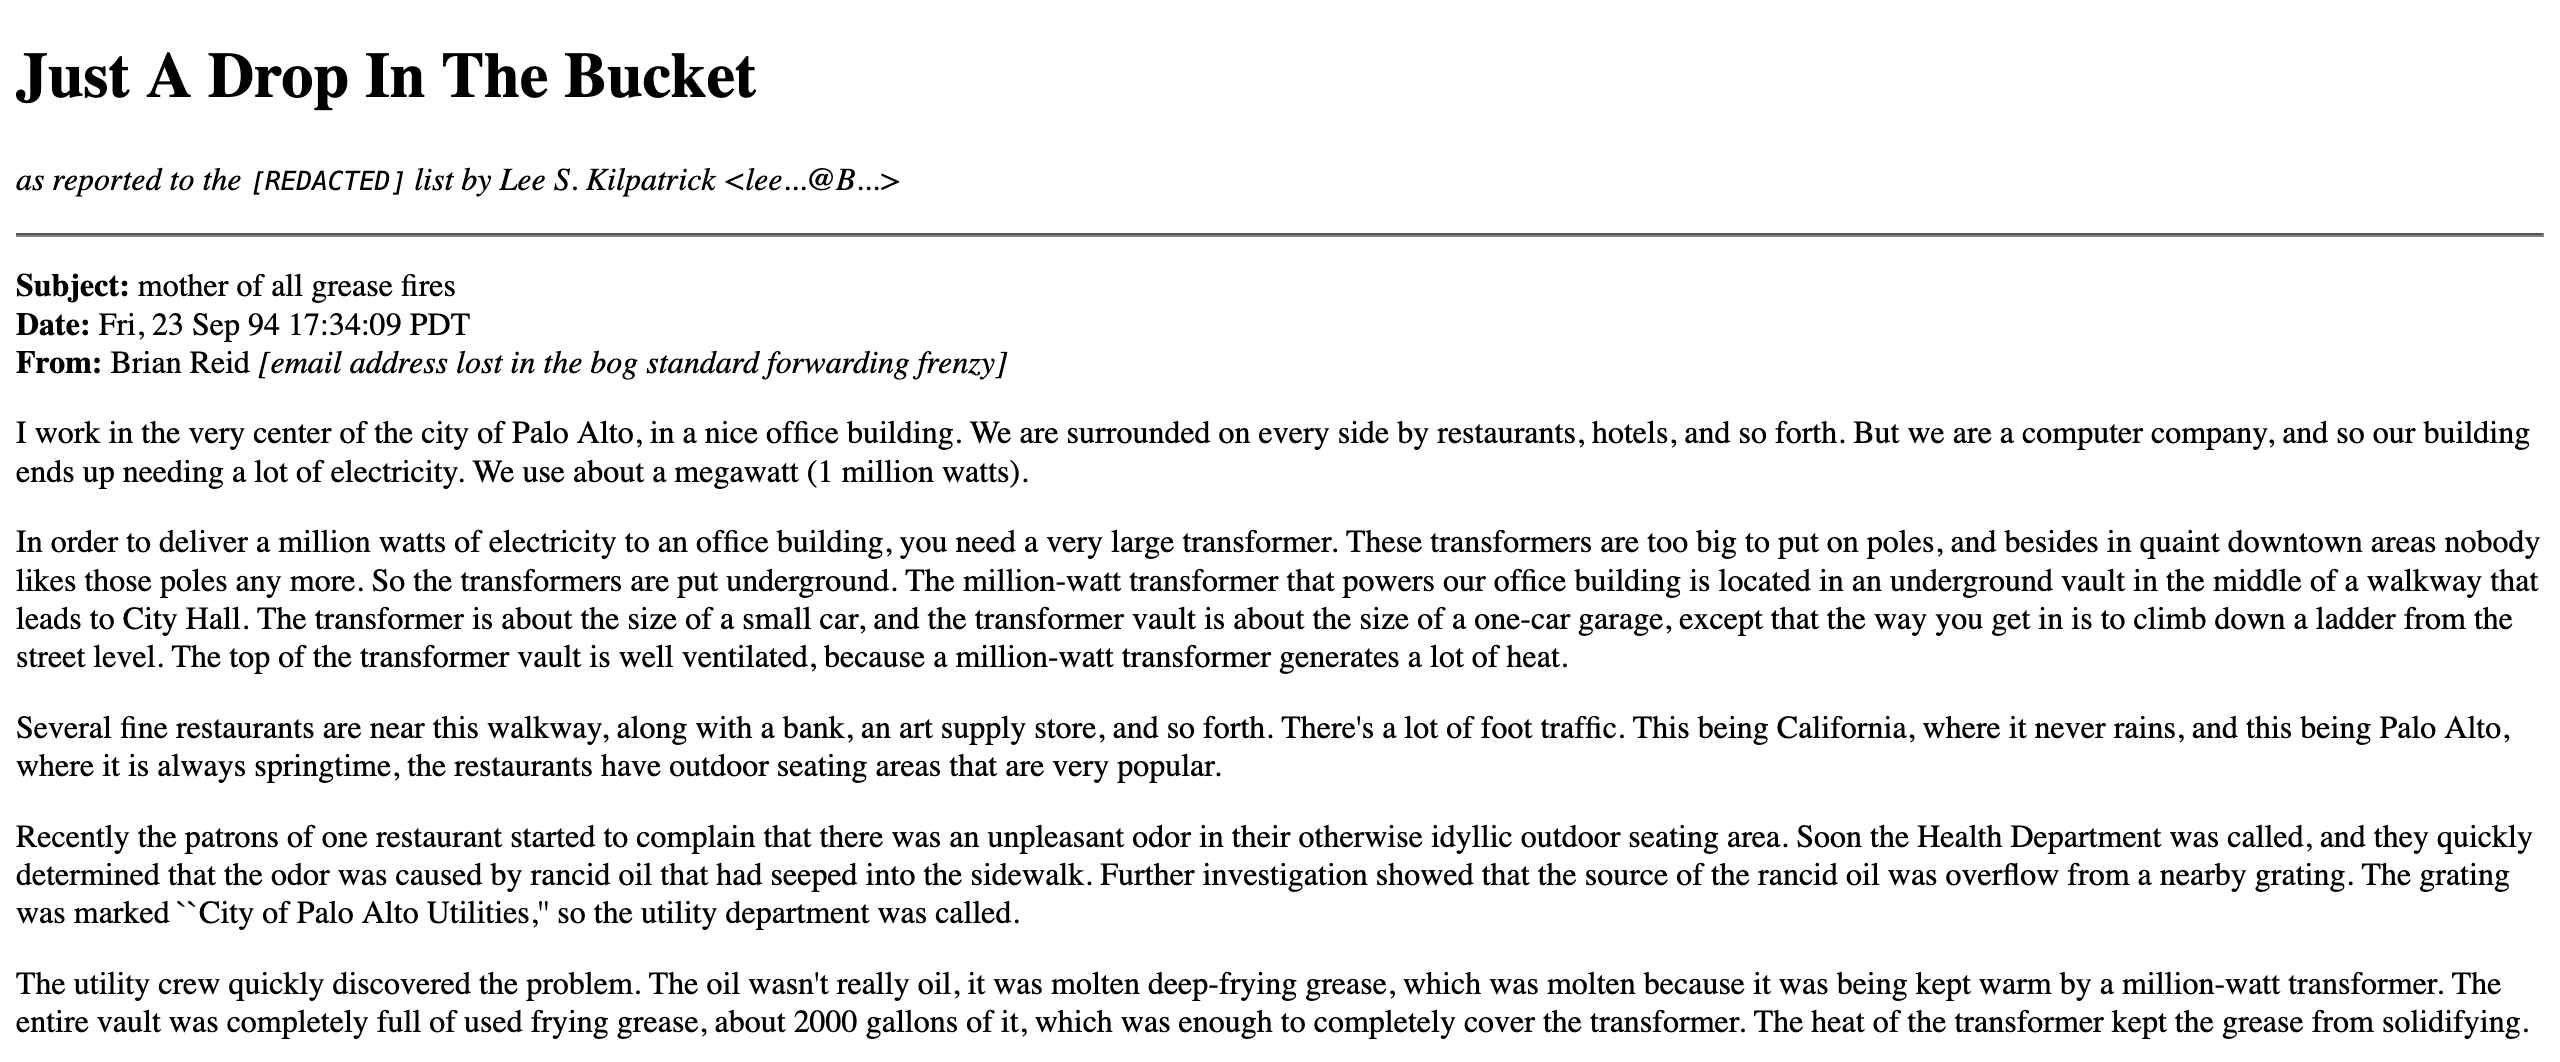 Just A Drop In The Bucket
as reported to the [REDACTED] list by Lee S. Kilpatrick <lee...@B...>
Subject: mother of all grease fires
Date: Fri, 23 Sep 94 17:34:09 PDT
From: Brian Reid [email address lost in the bog standard forwarding frenzy]
I work in the very center of the city of Palo Alto, in a nice office building. We are surrounded on every side by restaurants, hotels, and so forth. But we are a computer company, and so our building
ends up needing a lot of electricity. We use about a megawatt (1 million watts).
In order to deliver a million watts of electricity to an office building, you need a very large transformer. These transformers are too big to put on poles, and besides in quaint downtown areas nobody
likes those poles any more. So the transformers are put underground. The million-watt transformer that powers our office building is located in an underground vault in the middle of a walkway that
leads to City Hall. The transformer is about the size of a small car, and the transformer vault is about the size of a one-car garage, except that the way you get in is to climb down a ladder from the
street level. The top of the transformer vault is well ventilated, because a million-watt transformer generates a lot of heat.
Several fine restaurants are near this walkway, along with a bank, an art supply store, and so forth. There's a lot of foot traffic. This being California, where it never rains, and this being Palo Alto,
where it is always springtime, the restaurants have outdoor seating areas that are very popular.
Recently the patrons of one restaurant started to complain that there was an unpleasant odor in their otherwise idyllic outdoor seating area. Soon the Health Department was called, and they quickly
determined that the odor was caused by rancid oil that had seeped into the sidewalk. Further investigation showed that the source of the rancid oil was overflow from a nearby grating. The grating
was marked ``City of Palo Alto Utilities,'' so the utility department was called.
The utility crew quickly discovered the problem. The oil wasn't really oil, it was molten deep-frying grease, which was molten because it was being kept warm by a million-watt transformer. The
entire vault was completely full of used frying grease, about 2000 gallons of it, which was enough to completely cover the transformer. The heat of the transformer kept the grease from solidifying.